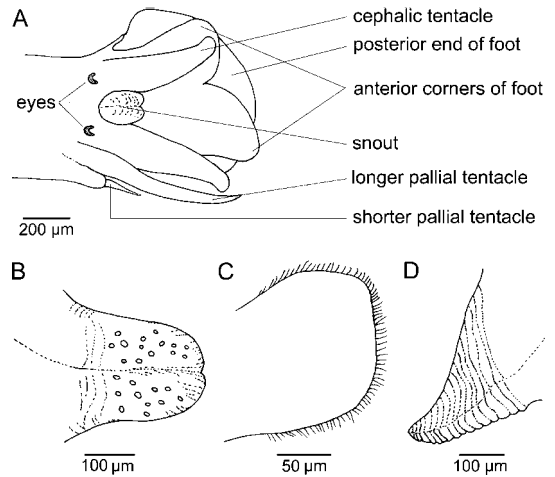 A
cephalic tentacle
posterior end of foot
anterior corners of foot
eyes
snout
longer pallial tentacle
shorter pallial tentacle
200 µm
B
C
D
100 µm
50 µm
100 µm